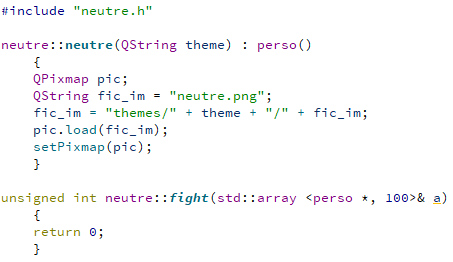 #include "neutre.h"
neutre::neutre(QString theme) : perso()
{
QPixmap pic;
QString fic_im = "neutre.png";
fic_im = "themes/" + theme + "/" + fic_im;
pic.load(fic_im);
setPixmap(pic);
}
unsigned int neutre::fight(std::array <perso *, 100>& a)
{
return 0;
}